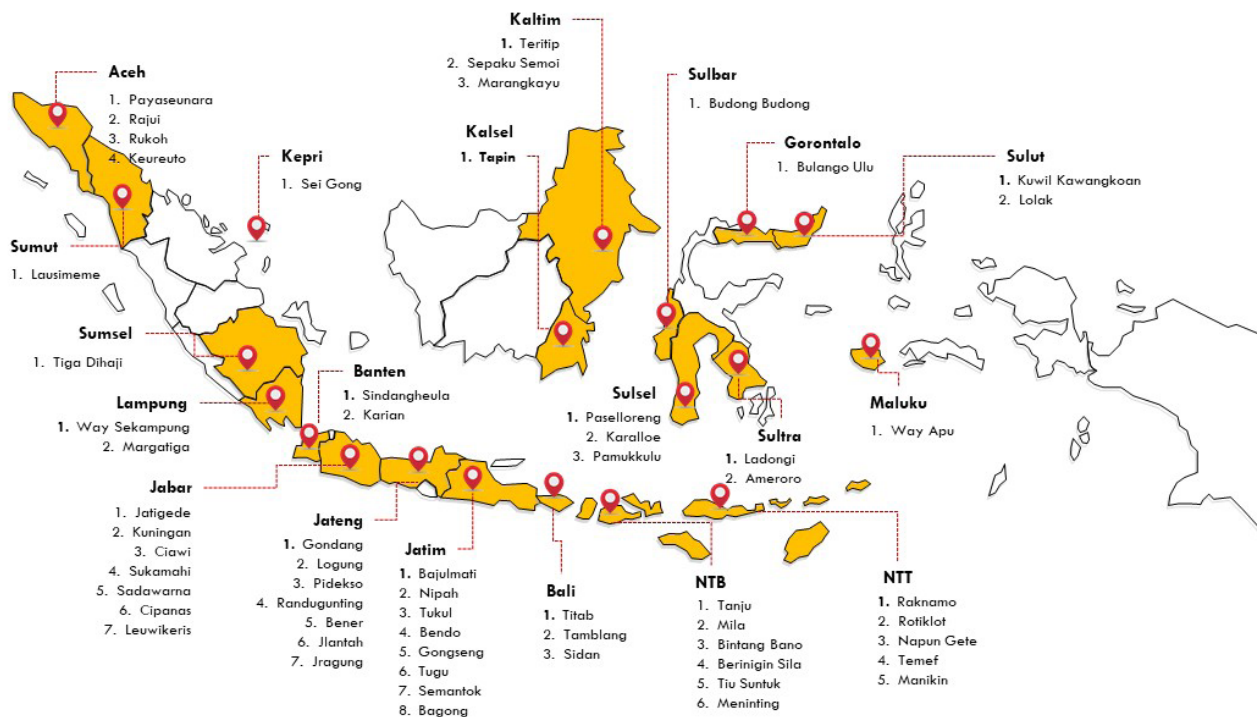 Aceh
1. Payaseunara
2. Rajui
3. Rukoh
4. Keureuto
Sumut
1. Lausimeme
Kepri
1. Sei Gong
Sumsel
1. Tiga Dihaji
Lampung
1. Way Sekampung
2. Margatiga
Banten
1. Sindangheula
2. Karian
Jabar
1. Jatigede
2. Kuningan
3. Ciawi
4. Sukamahi
5. Sadawarna
6. Cipanas
7. Leuwikeris
Jateng
1. Gondang
2. Logung
3. Pidekso
4. Randugunting
5. Bener
6. Jlantah
7. Jragung
Jatim
1. Bajulmati
2. Nipah
3. Tukul
4. Bendo
5. Gongseng
6. Tugu
7. Semantok
8. Bagong
Bali
1. Titab
2. Tamblang
3. Sidan
NTB
1. Tanju
2. Mila
3. Bintang Bano
4. Berinigin Sila
5. Tiu Suntuk
6. Meninting
NTT
1. Raknamo
2. Rotiklot
3. Napun Gete
4. Temef
5. Manikin
Kaltim
1. Teritip
2. Sepaku Semoi
3. Marangkayu
Kalsel
1. Tapin
Sulbar
1. Budong Budong
Gorontalo
1. Bulango Ulu
Sulut
1. Kuwil Kawangkoan
2. Lolak
Sulsel
1. Paselloreng
2. Karalloe
3. Pamukkulu
Sultra
1. Ladongi
2. Ameroro
Maluku
1. Way Apu